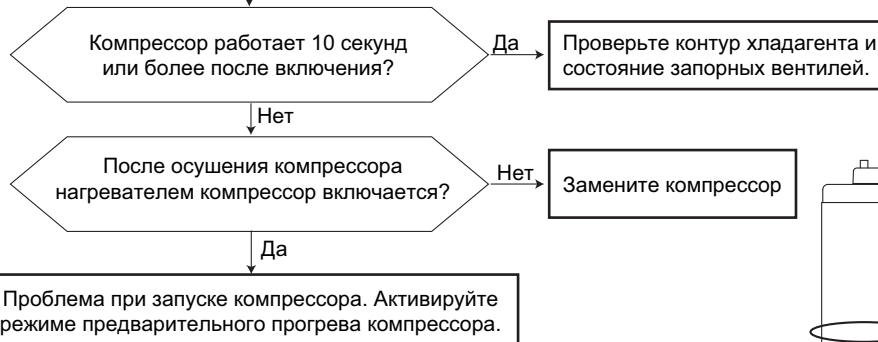 Компрессор работает 10 секунд
или более после включения?
Да
Проверьте контур хладагента и
состояние запорных вентилей.
Нет
После осушения компрессора
нагревателем компрессор включается?
Нет
Замените компрессор
Да
Проблема при запуске компрессора. Активируйте
режиме предварительного прогрева компрессора.